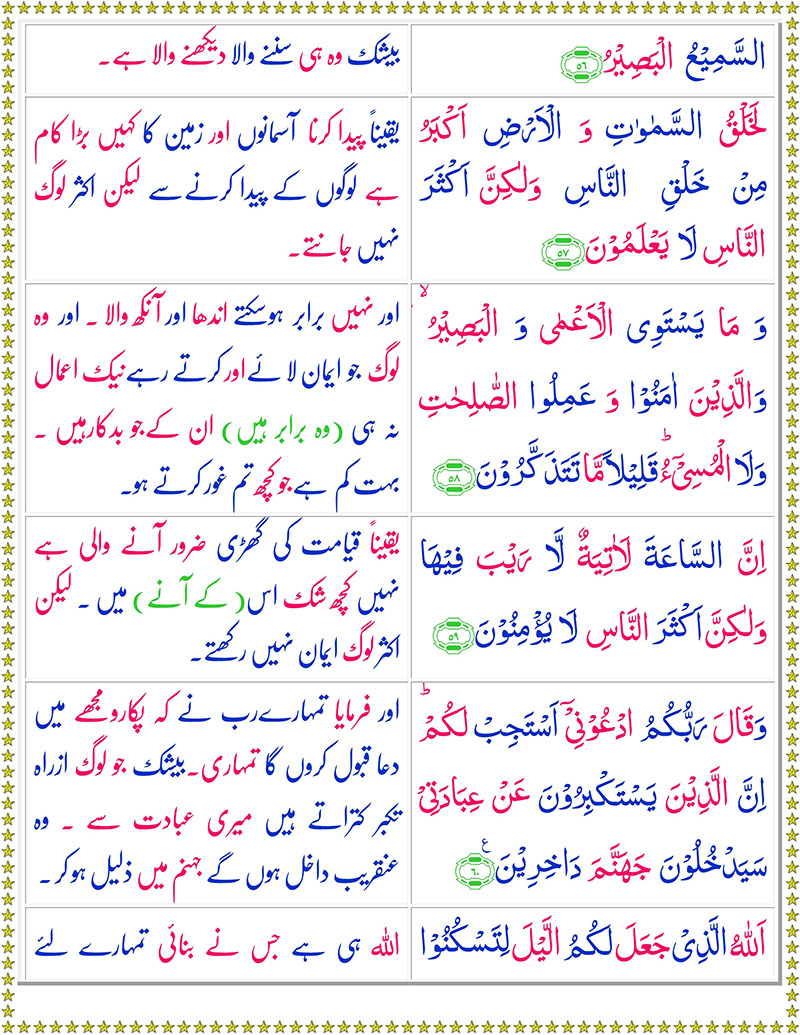 السَّمِيْعُ الْبَصِيْرُ ﴿٥٦﴾
بیشک وہ ہی سننے والا دیکھنے والا ہے۔
لَخَلْقُ السَّمٰوٰتِ وَ الْاَرْضِ اَكْبَرُ
مِنْ خَلْقِ النَّاسِ وَلٰكِنَّ اَكْثَرَ
النَّاسِ لَا يَعْلَمُوْنَ ﴿٥٧﴾
یقیناً پیدا کرنا آسمانوں اور زمین کا کہیں بڑا کام
ہے لوگوں کے پیدا کرنے سے لیکن اکثر لوگ
نہیں جانتے۔
وَ مَا يَسْتَوِى الْاَعْمٰى وَ الْبَصِيْرُ ۙ
وَالَّذِيْنَ اٰمَنُوْا وَ عَمِلُوا الصّٰلِحٰتِ
وَلَا الْمُسِىْٓءُ ؕ قَلِيْلاً مَّا تَتَذَكَّرُوْنَ ﴿٥٨﴾
اور نہیں برابر ہوسکتے اندھا اور آنکھ والا ۔ اور وہ
لوگ جو ایمان لائے اور کرتے رہے نیک اعمال
نہ ہی (وہ برابر ہیں) ان کے جو بدکار ہیں ۔
بہت کم ہے جو کچھ تم غور کرتے ہو۔
اِنَّ السَّاعَةَ لَاٰتِيَةٌ لَّا رَيْبَ فِيْهَا
وَلٰكِنَّ اَكْثَرَ النَّاسِ لَا يُؤْمِنُوْنَ ﴿٥٩﴾
یقیناً قیامت کی گھڑی ضرور آنے والی ہے
نہیں کچھ شک اس (کے آنے) میں ۔ لیکن
اکثر لوگ ایمان نہیں رکھتے۔
وَقَالَ رَبُّكُمُ ادْعُوْنِىْٓ اَسْتَجِبْ لَكُمْ ؕ
اِنَّ الَّذِيْنَ يَسْتَكْبِرُوْنَ عَنْ عِبَادَتِىْ
سَيَدْخُلُوْنَ جَهَنَّمَ دَاخِرِيْنَ ﴿٦٠﴾ ع
اور فرمایا تمہارے رب نے کہ پکارو مجھے میں
دعا قبول کروں گا تمہاری۔ بیشک جو لوگ ازراہ
تکبر کتراتے ہیں میری عبادت سے ۔ وہ
عنقریب داخل ہوں گے جہنم میں ذلیل ہوکر۔
اَللّٰهُ الَّذِىْ جَعَلَ لَكُمُ الَّيْلَ لِتَسْكُنُوْا
اللہ ہی ہے جس نے بنائی تمہارے لئے